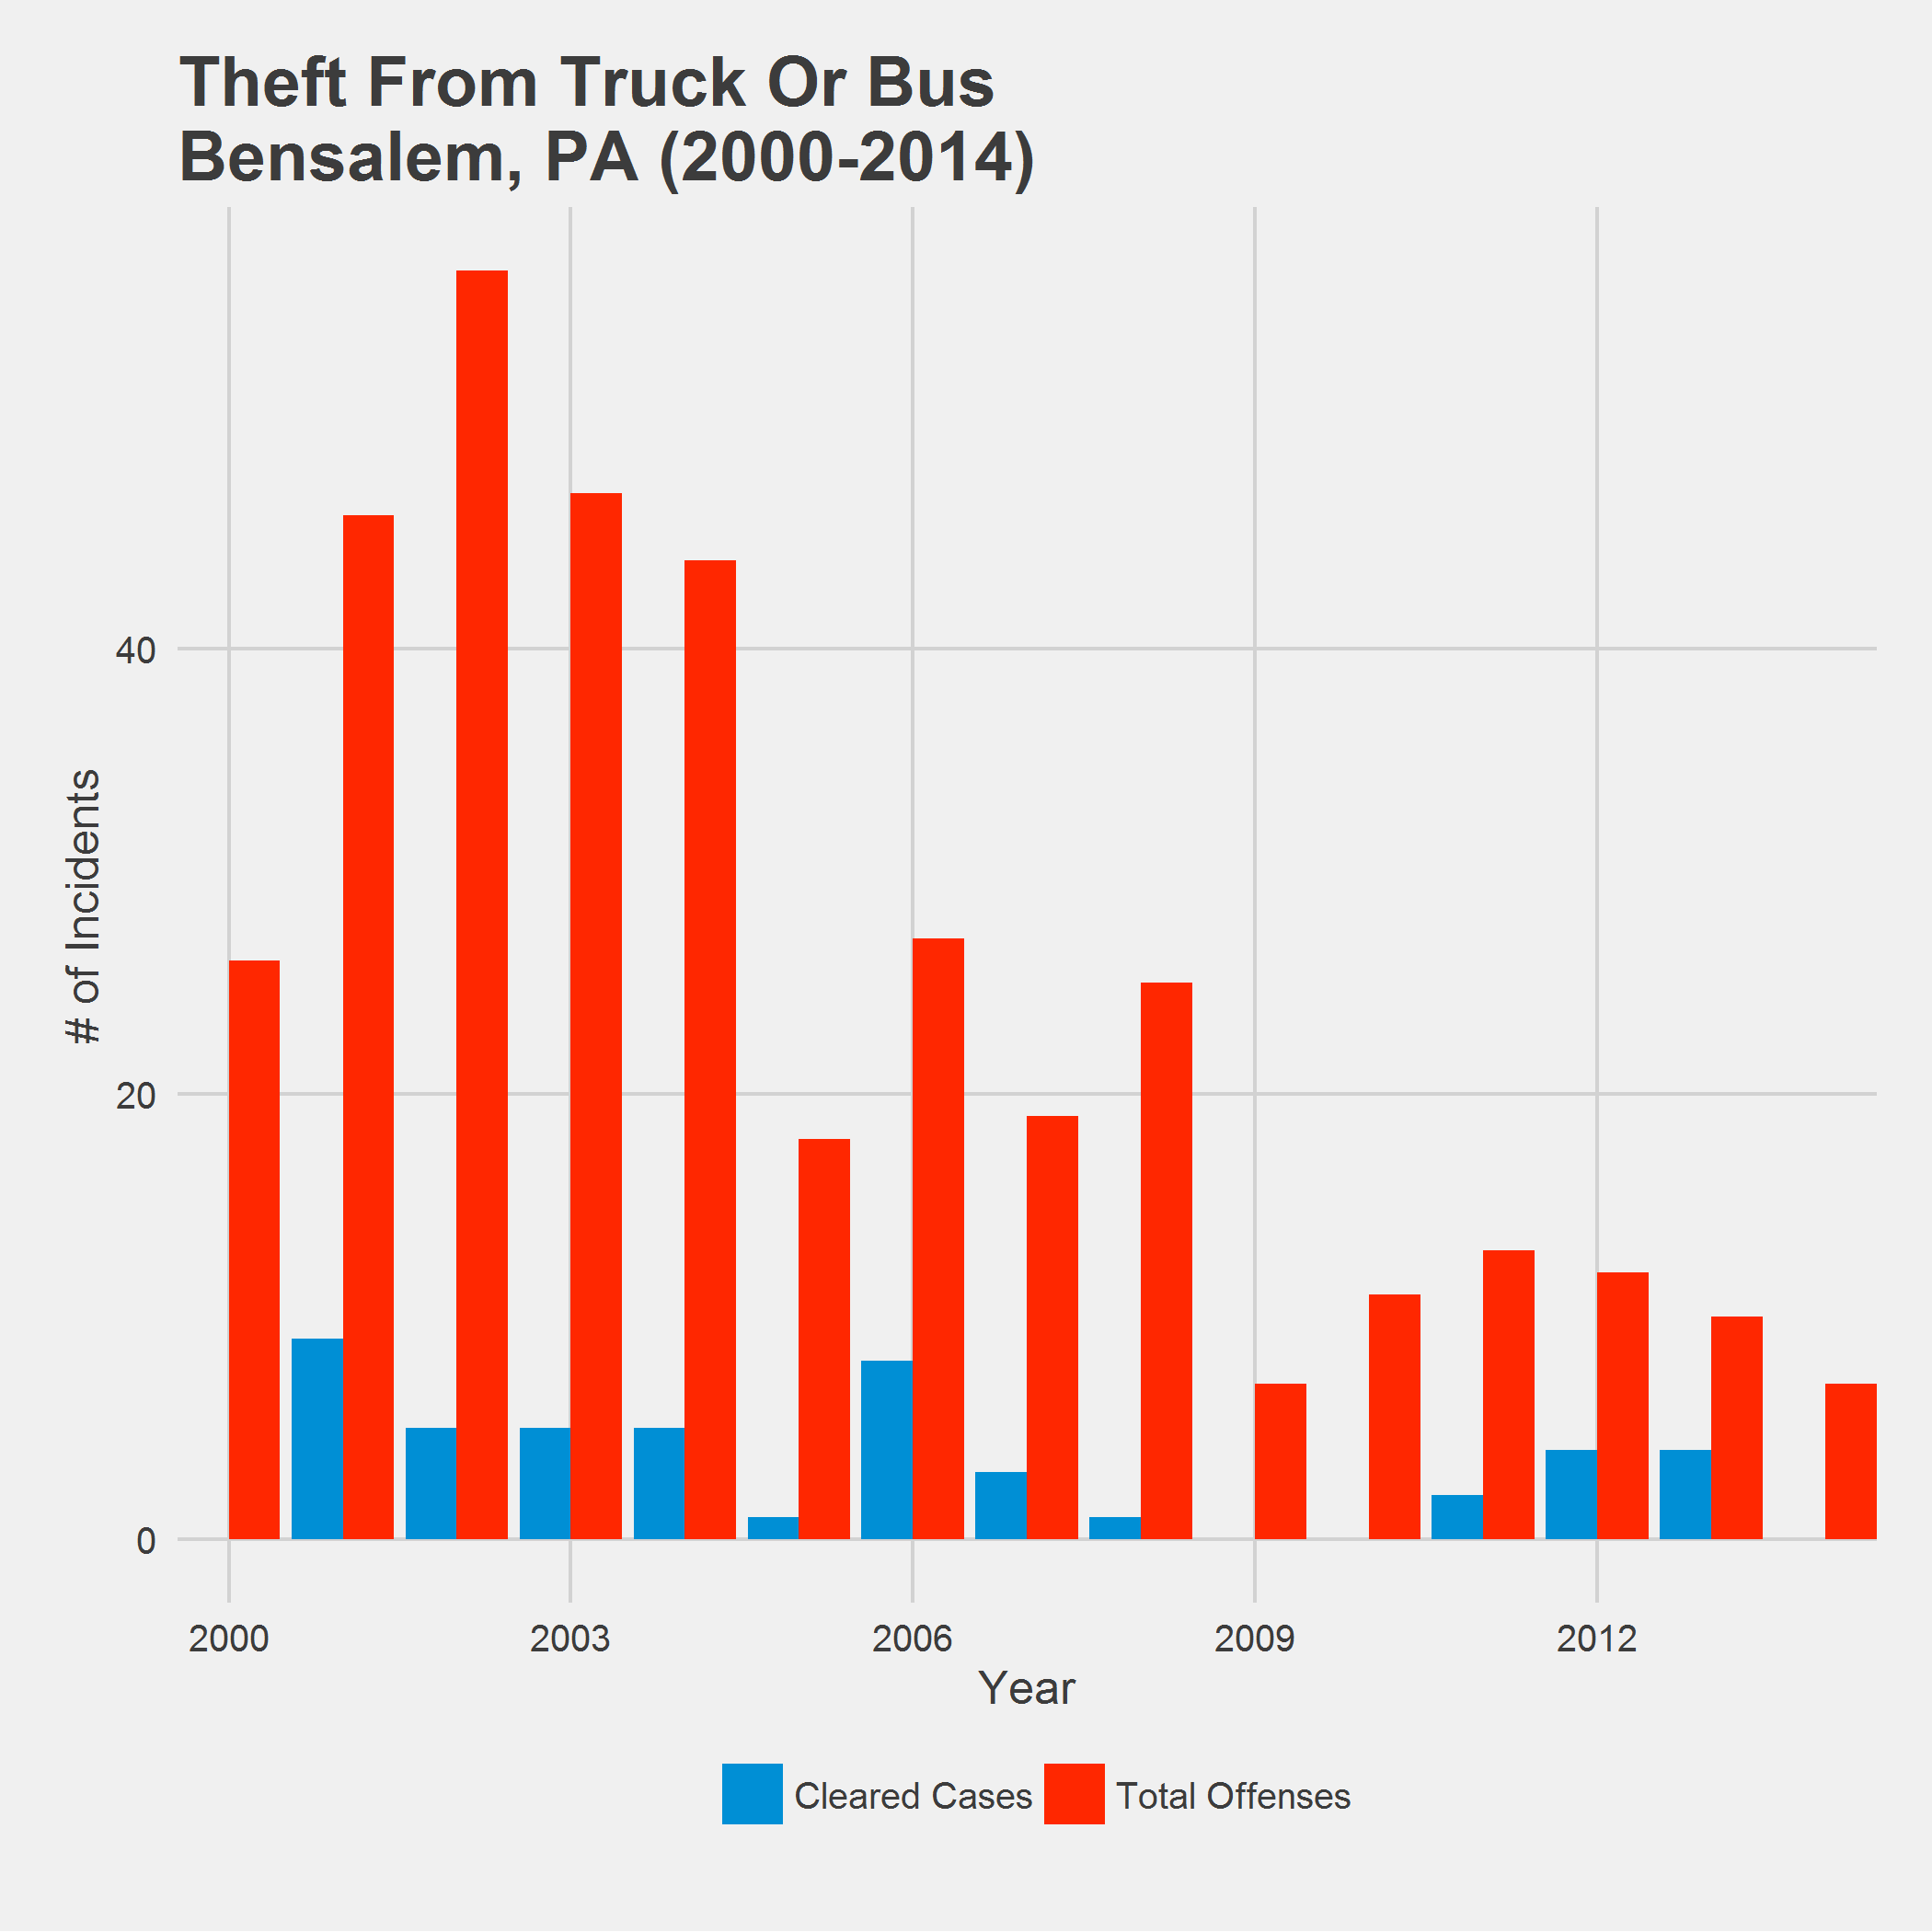 Theft From Truck Or Bus
Bensalem, PA (2000-2014)
# of Incidents
40
20
0
2000 2003 2006 2009 2012
Year
Cleared Cases Total Offenses